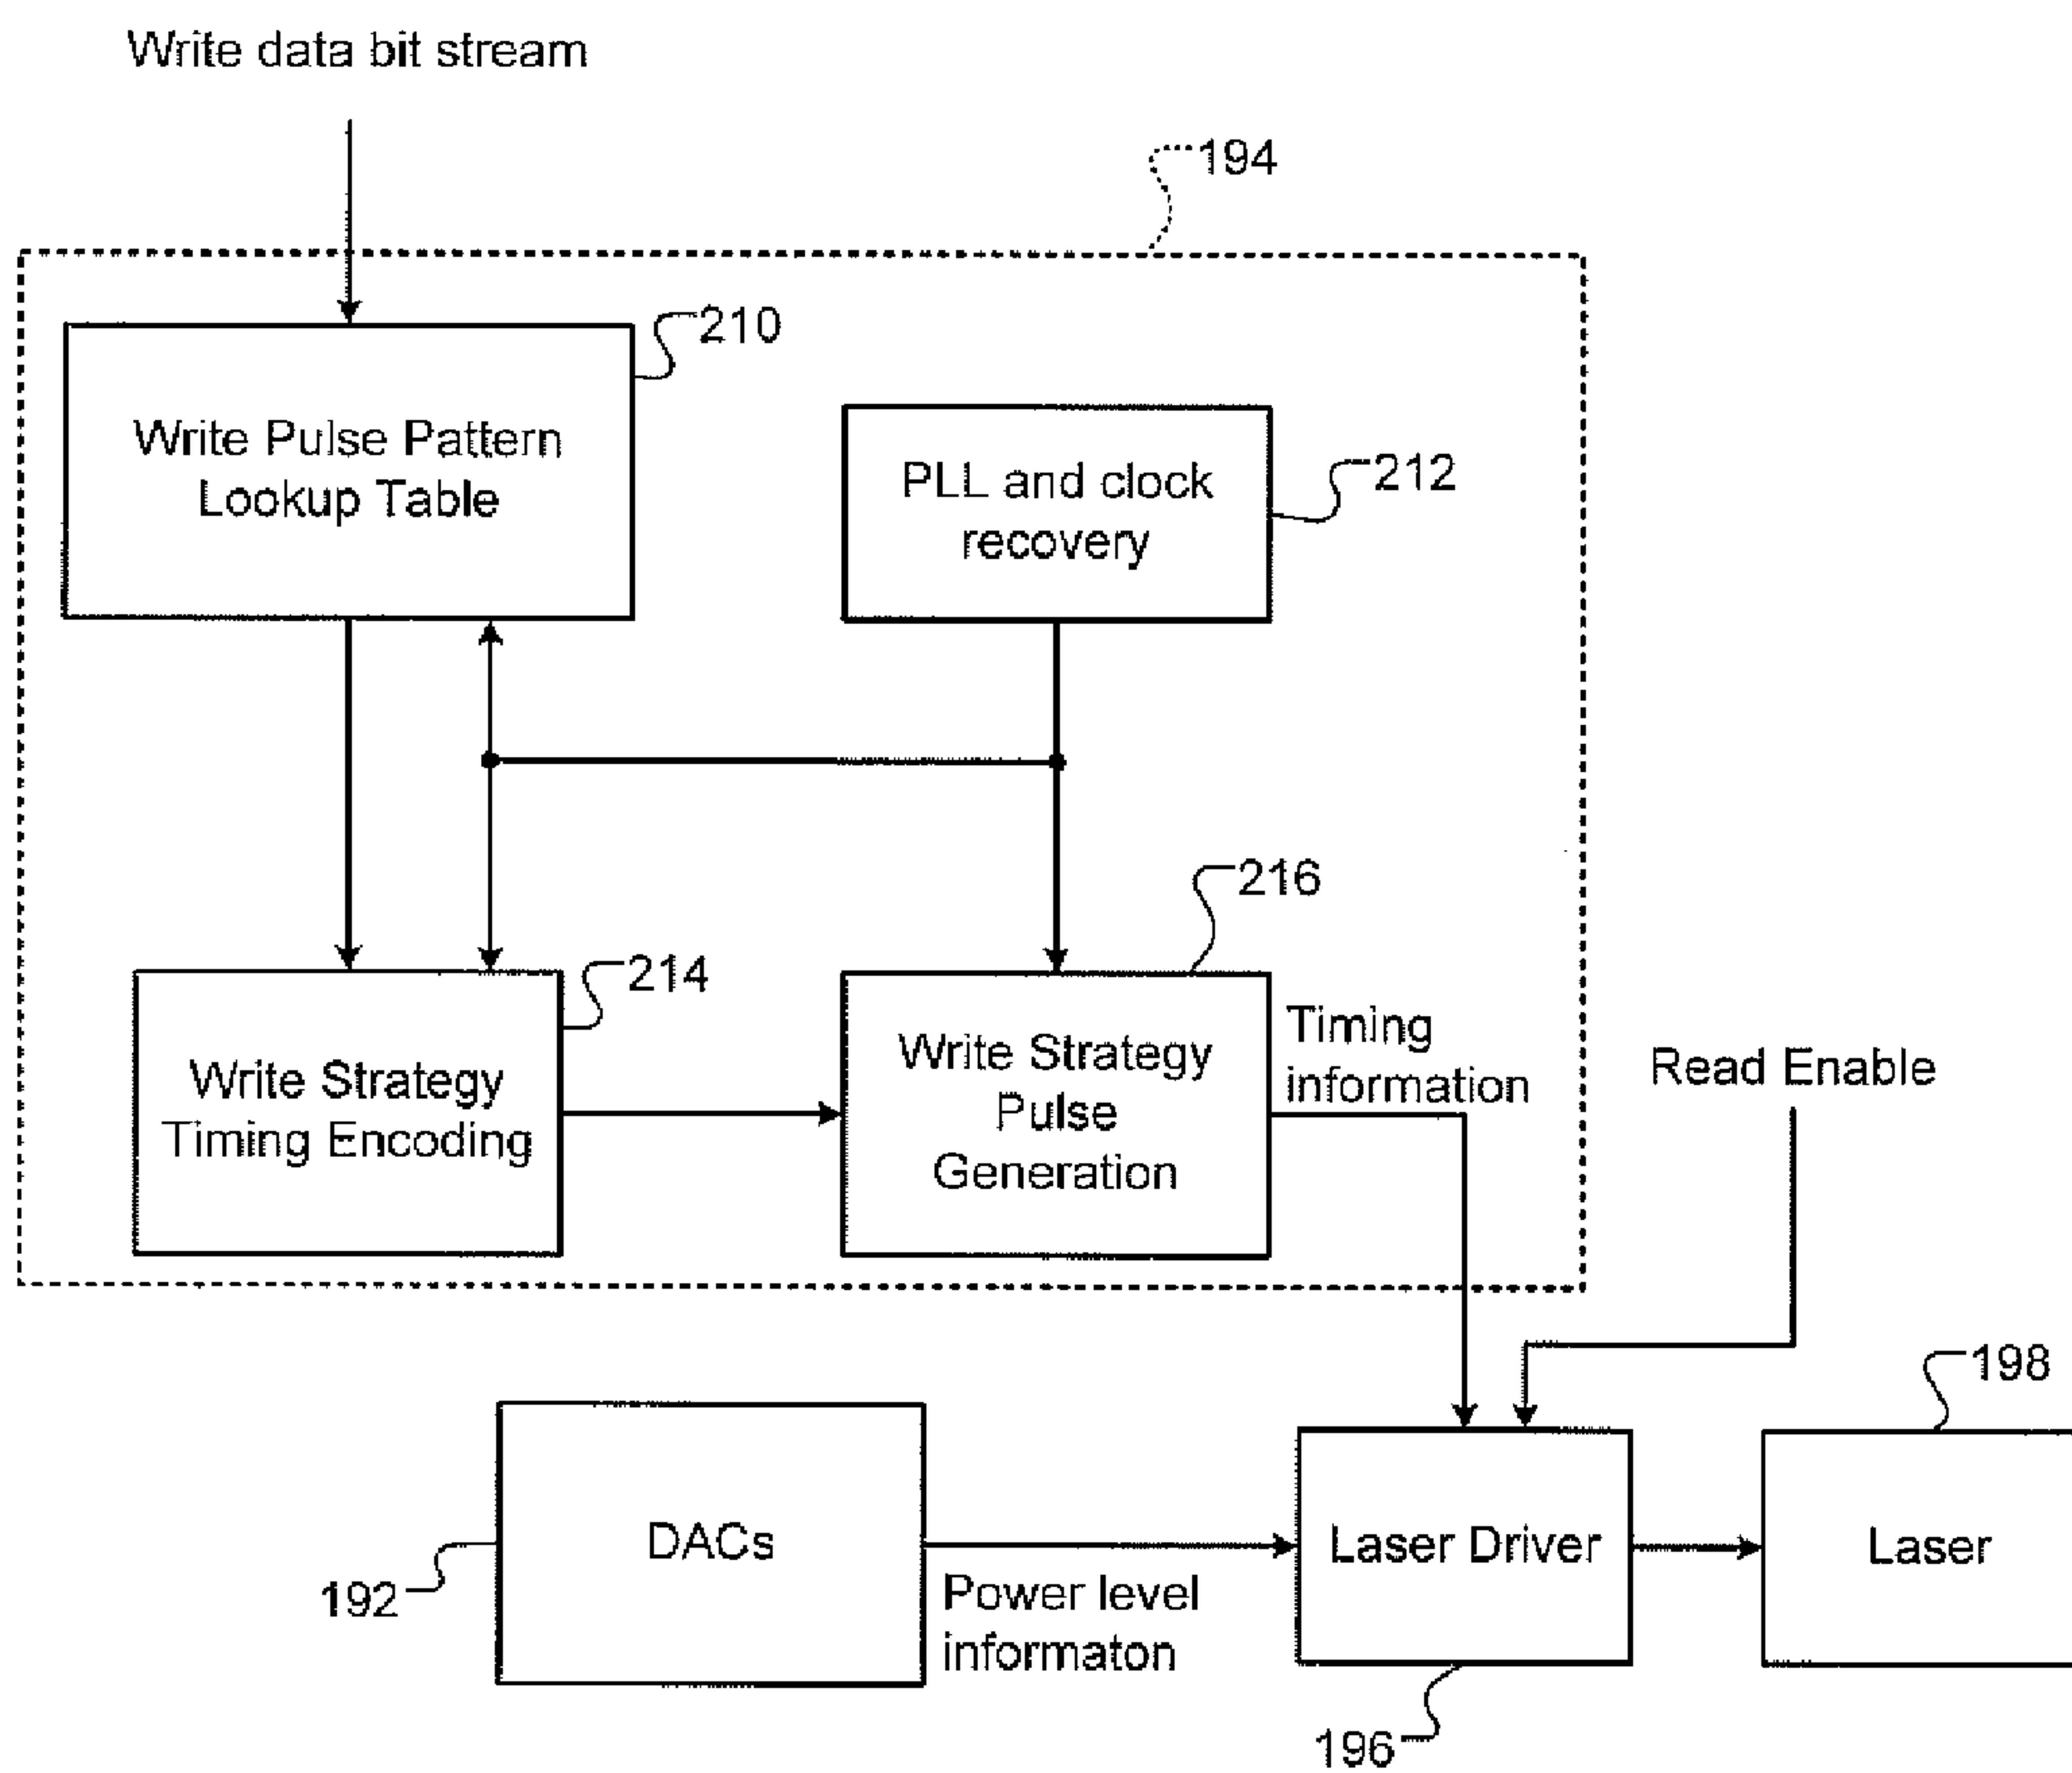 Write data bit stream
194
210
Write Pulse Pattern
Lookup Table
PLL and clock
recovery
212
216
214
Write Strategy
Timing Encoding
Write Strategy
Pulse
Generation
Timing
information
Read Enable
198
DACs
192
Power level
informaton
Laser Driver
Laser
196